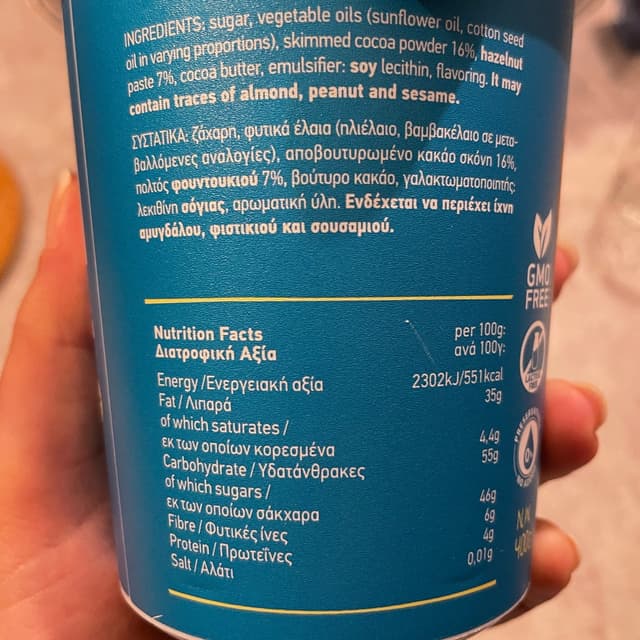 INGREDIENTS: sugar, vegetable oils (sunflower oil, cotton seed
oil in varying proportions), skimmed cocoa powder 16%, hazelnut
paste 7%, cocoa butter, emulsifier: soy lecithin, flavoring. It may
contain traces of almond, peanut and sesame.
ΣΥΣΤΑΤΙΚΑ: ζάχαρη, φυτικά έλαια (ηλιέλαιο, βαμβακέλαιο σε μετα-
βαλλόμενες αναλογίες), αποβουτυρωμένο κακάο σκόνη 16%,
πολτός φουντουκιού 7%, βούτυρο κακάο, γαλακτωματοποιητής:
λεκιθίνη σόγιας, αρωματική ύλη. Ενδέχεται να περιέχει ίχνη
αμυγδάλου, φιστικιού και σουσαμιού.
GMO
FREE
Nutrition Facts per 100g:
Διατροφική Αξία ανά 100γ:
Energy / Ενεργειακή αξία 2302kJ/551kcal
Fat / Λιπαρά 35g
of which saturates /
εκ των οποίων κορεσμένα 4,4g
Carbohydrate / Υδατάνθρακες 55g
of which sugars /
εκ των οποίων σάκχαρα 46g
Fibre / Φυτικές ίνες 6g
Protein / Πρωτεΐνες 4g
Salt / Αλάτι 0,01g
LACTOSE
FREE
0%